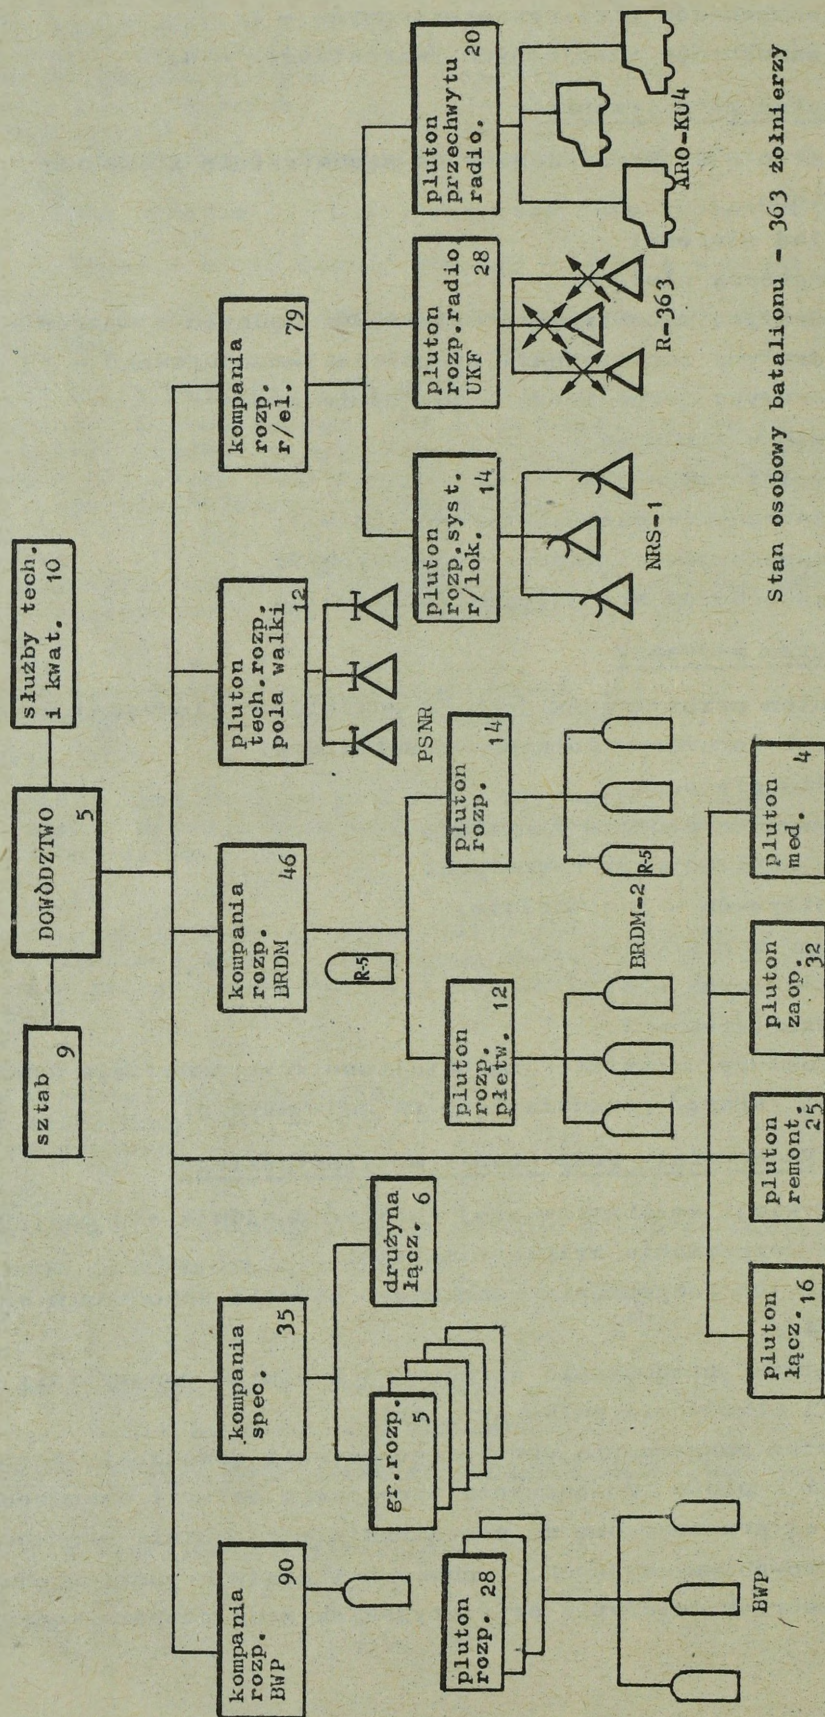 sztab
9
DOWÒDZTWO
5
służby tech.
i kwat. 10
kompania
rozp.
BWP
90
kompania
spec.
35
kompania
rozp.
BRDM
46
pluton
tech.rozp.
pola walki
12
kompania
rozp.
r/el.
79
R-5
PSNR
gr.rozp.
5
drużyna
łącz. 6
pluton
rozp.syst.
r/lok.
14
pluton
rozp.radio.
UKF
28
pluton
przechwytu
radio.
20
pluton
rozp. 28
pluton
rozp.
płetw.
12
pluton
rozp.
14
R-5
BRDM-2
NRS-1
R-363
ARO-KU4
BWP
pluton
łącz. 16
pluton
remont.
25
pluton
zaop.
32
pluton
med.
4
Stan osobowy batalionu - 363 żołnierzy